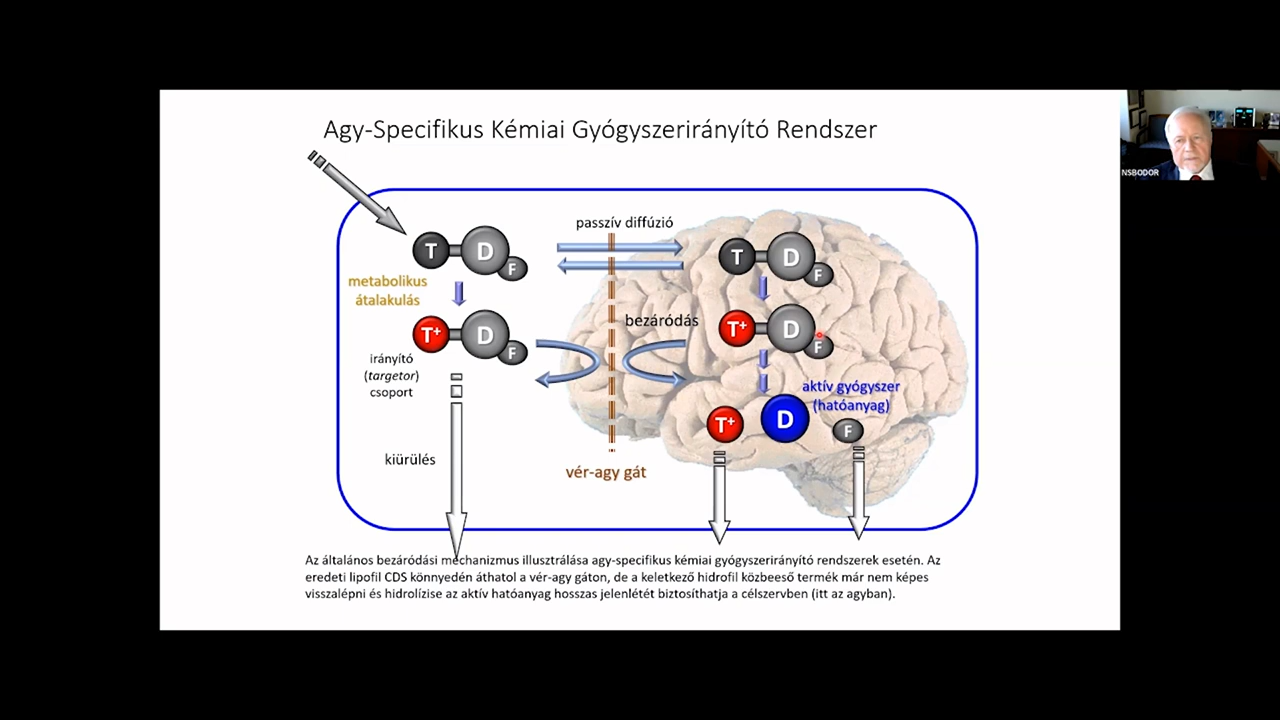 Agy-Specifikus Kémiai Gyógyszerirányító Rendszer
NSBODOR
passzív diffúzió
T D F
T D F
metabolikus
átalakulás
bezáródás
T+ D F
T+ D F
irányító
(targetor)
csoport
aktív gyógyszer
(hatóanyag)
T+ D F
kiürülés
vér-agy gát
Az általános bezáródási mechanizmus illusztrálása agy-specifikus kémiai gyógyszerirányító rendszerek esetén. Az
eredeti lipofil CDS könnyedén áthatol a vér-agy gáton, de a keletkező hidrofil közbeeső termék már nem képes
visszalépni és hidrolízise az aktív hatóanyag hosszas jelenlétét biztosíthatja a célszervben (itt az agyban).